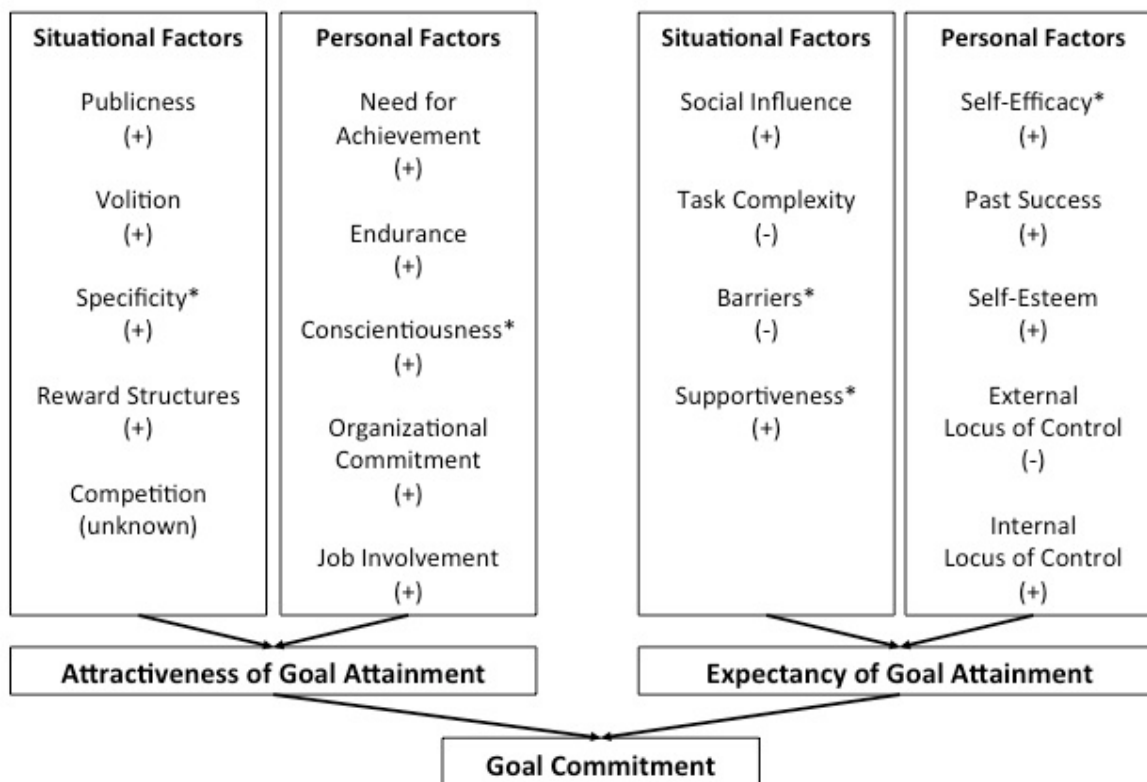 Situational Factors
Publicness
(+)
Volition
(+)
Specificity*
(+)
Reward Structures
(+)
Competition
(unknown)
Personal Factors
Need for
Achievement
(+)
Endurance
(+)
Conscientiousness*
(+)
Organizational
Commitment
(+)
Job Involvement
(+)
Situational Factors
Social Influence
(+)
Task Complexity
(-)
Barriers*
(-)
Supportiveness*
(+)
Personal Factors
Self-Efficacy*
(+)
Past Success
(+)
Self-Esteem
(+)
External
Locus of Control
(-)
Internal
Locus of Control
(+)
Attractiveness of Goal Attainment
Expectancy of Goal Attainment
Goal Commitment